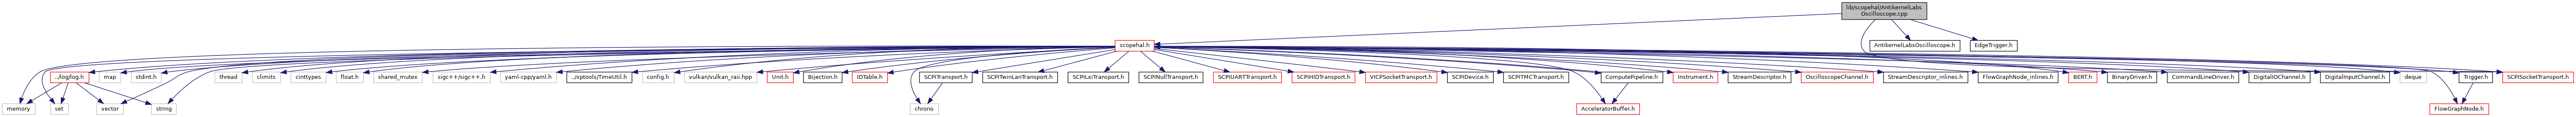 lib/scopehal/AntikernelLabs
Oscilloscope.cpp
scopehal.h
AntikernelLabsOscilloscope.h
EdgeTrigger.h
../log/log.h
map
stdint.h
thread
climits
cinttypes
float.h
shared_mutex
sigc++/sigc++.h
yaml-cpp/yaml.h
../xptools/TimeUtil.h
config.h
vulkan/vulkan_raii.hpp
Unit.h
Bijection.h
IDTable.h
SCPITransport.h
SCPITwinLanTransport.h
SCPILxiTransport.h
SCPINullTransport.h
SCPIUARTTransport.h
SCPIHIDTransport.h
VICPSocketTransport.h
SCPIDevice.h
SCPITMCTransport.h
ComputePipeline.h
Instrument.h
StreamDescriptor.h
OscilloscopeChannel.h
StreamDescriptor_inlines.h
FlowGraphNode_inlines.h
BERT.h
BinaryDriver.h
CommandLineDriver.h
DigitalIOChannel.h
DigitalInputChannel.h
deque
Trigger.h
SCPISocketTransport.h
memory
set
vector
string
chrono
AcceleratorBuffer.h
FlowGraphNode.h